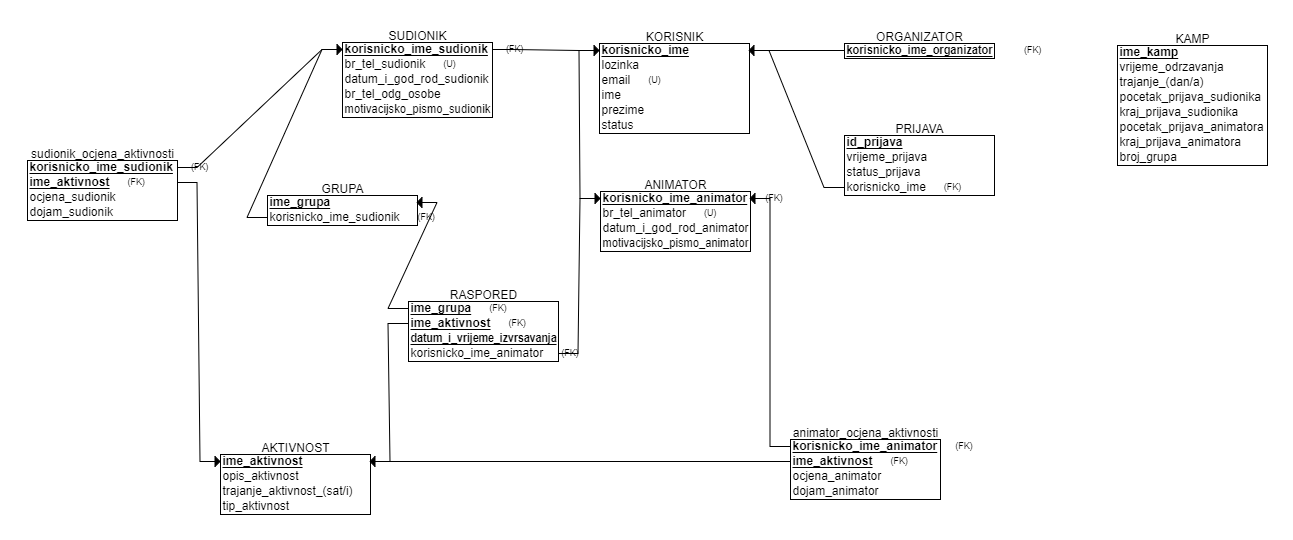 SUDIONIK
korisnicko_ime_sudionik (FK)
br_tel_sudionik (U)
datum_i_god_rod_sudionik
br_tel_odg_osobe
motivacijsko_pismo_sudionik
KORISNIK
korisnicko_ime
lozinka
email (U)
ime
prezime
status
ORGANIZATOR
korisnicko_ime_organizator (FK)
KAMP
ime_kamp
vrijeme_odrzavanja
trajanje_(dan/a)
pocetak_prijava_sudionika
kraj_prijava_sudionika
pocetak_prijava_animatora
kraj_prijava_animatora
broj_grupa
PRIJAVA
id_prijava
vrijeme_prijava
status_prijava
korisnicko_ime (FK)
sudionik_ocjena_aktivnosti
korisnicko_ime_sudionik (FK)
ime_aktivnost (FK)
ocjena_sudionik
dojam_sudionik
GRUPA
ime_grupa
korisnicko_ime_sudionik (FK)
ANIMATOR
korisnicko_ime_animator (FK)
br_tel_animator (U)
datum_i_god_rod_animator
motivacijsko_pismo_animator
RASPORED
ime_grupa (FK)
ime_aktivnost (FK)
datum_i_vrijeme_izvrsavanja
korisnicko_ime_animator (FK)
AKTIVNOST
ime_aktivnost
opis_aktivnost
trajanje_aktivnost_(sat/i)
tip_aktivnost
animator_ocjena_aktivnosti
korisnicko_ime_animator (FK)
ime_aktivnost (FK)
ocjena_animator
dojam_animator